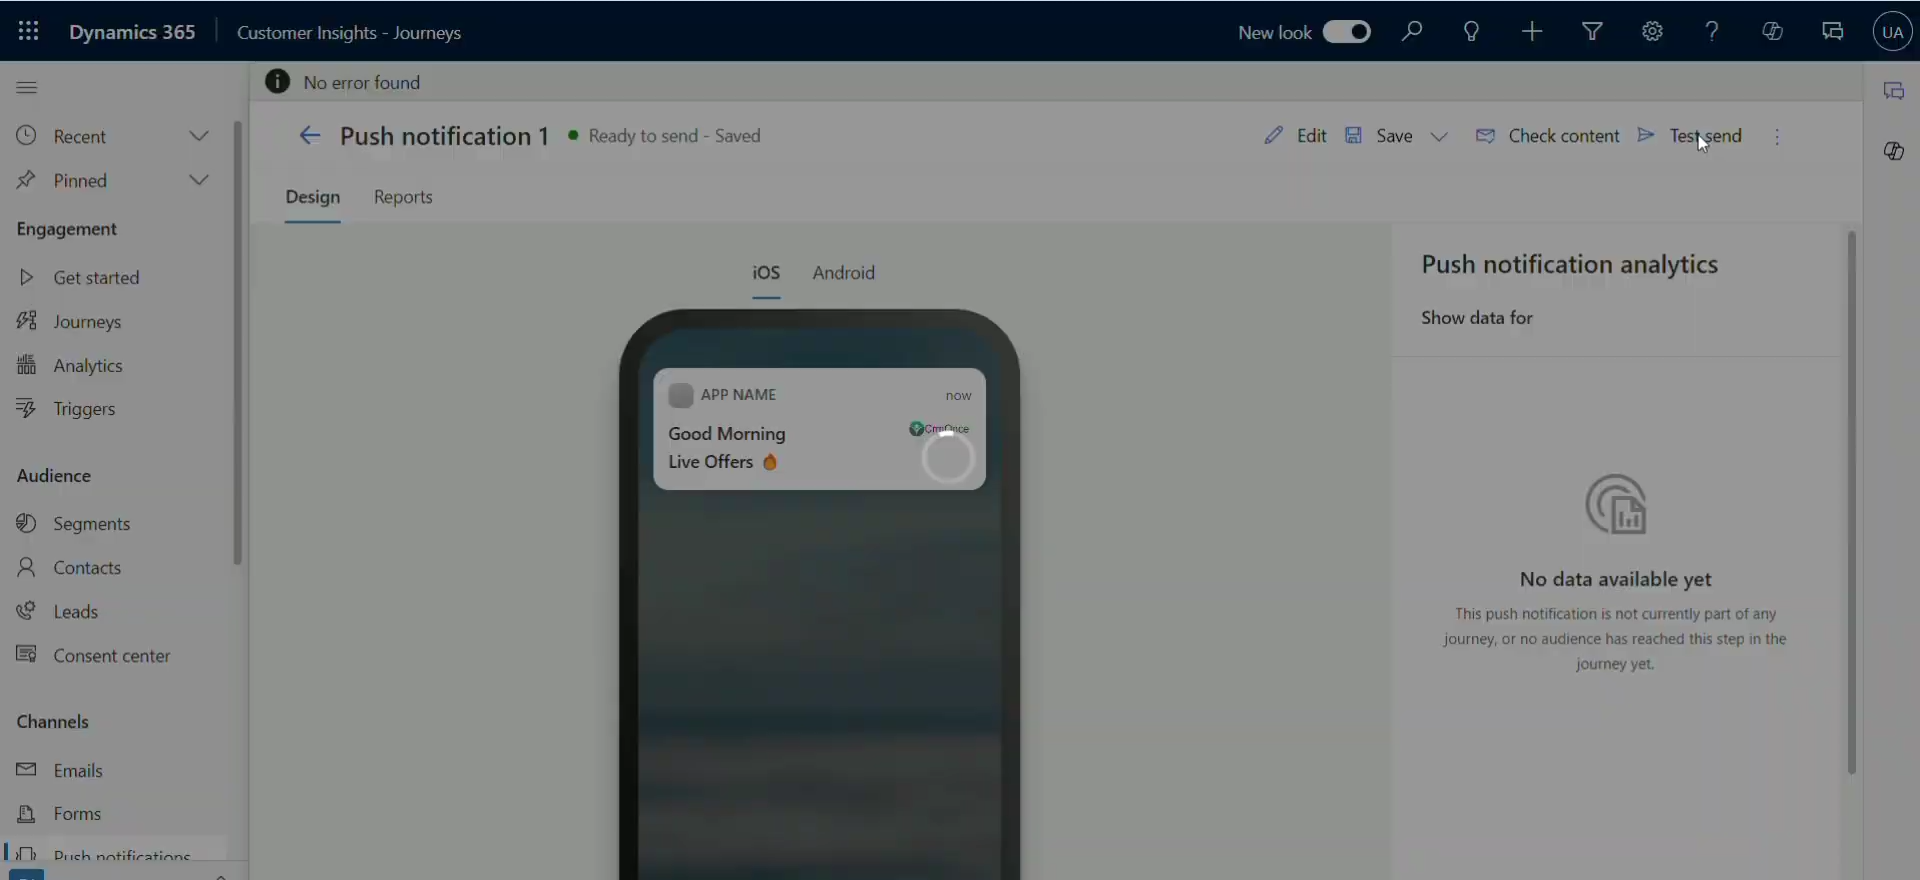 Dynamics 365
Customer Insights - Journeys
New look
UA
No error found
Push notification 1
Ready to send - Saved
Edit
Save
Check content
Test send
Recent
Pinned
Engagement
Get started
Journeys
Analytics
Triggers
Audience
Segments
Contacts
Leads
Consent center
Channels
Emails
Forms
Push notifications
Design
Reports
iOS
Android
APP NAME
now
Good Morning
CrmOnce
Live Offers 🔥
Push notification analytics
Show data for
No data available yet
This push notification is not currently part of any
journey, or no audience has reached this step in the
journey yet.